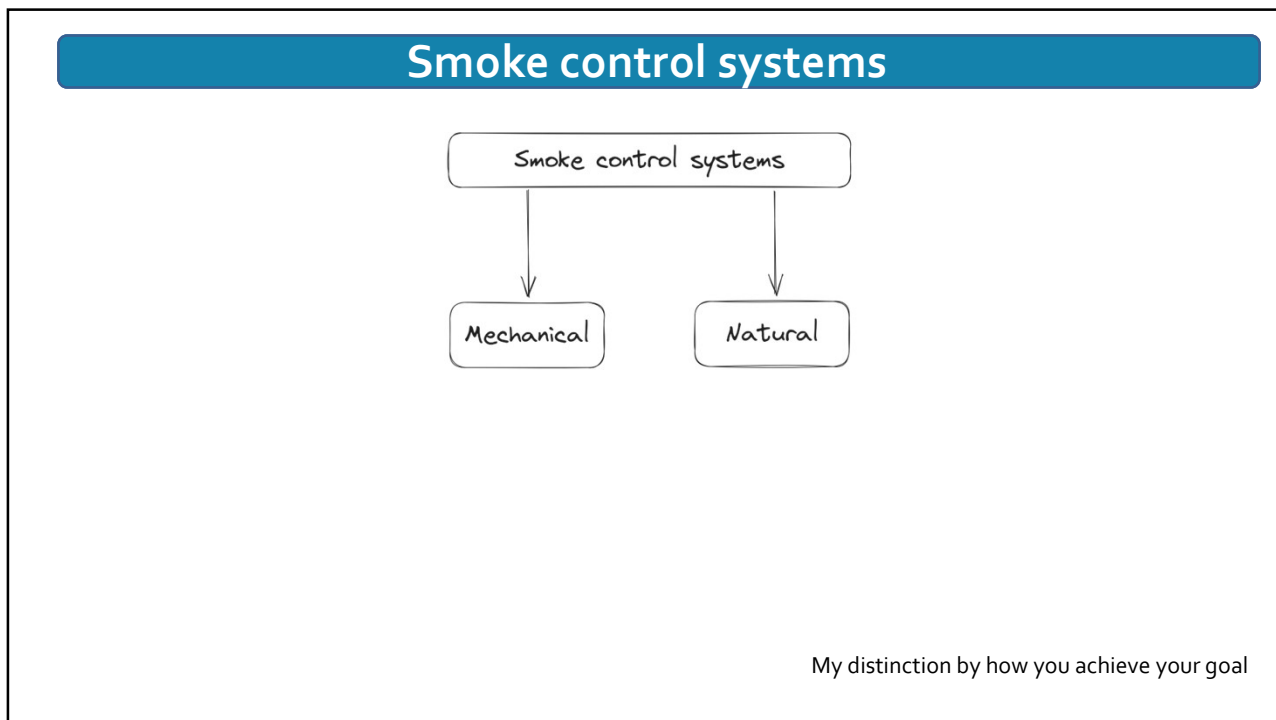 Smoke control systems
Smoke control systems
Mechanical
Natural
My distinction by how you achieve your goal